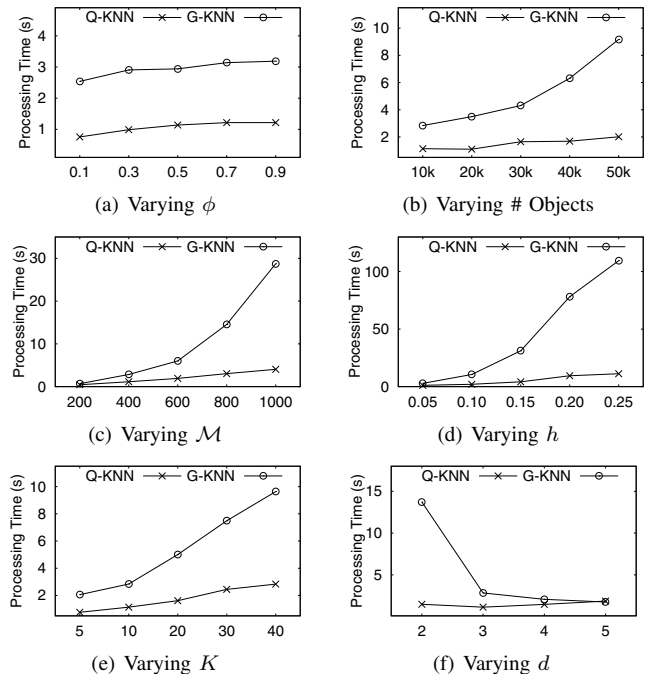 Q-KNN G-KNN
Processing Time (s)
4
3
2
1
0.1 0.3 0.5 0.7 0.9
(a) Varying ϕ
Q-KNN G-KNN
Processing Time (s)
10
8
6
4
2
10k 20k 30k 40k 50k
(b) Varying # Objects
Q-KNN G-KNN
Processing Time (s)
30
20
10
0
200 400 600 800 1000
(c) Varying ℳ
Q-KNN G-KNN
Processing Time (s)
100
50
0
0.05 0.10 0.15 0.20 0.25
(d) Varying h
Q-KNN G-KNN
Processing Time (s)
10
8
6
4
2
5 10 20 30 40
(e) Varying K
Q-KNN G-KNN
Processing Time (s)
15
10
5
2 3 4 5
(f) Varying d